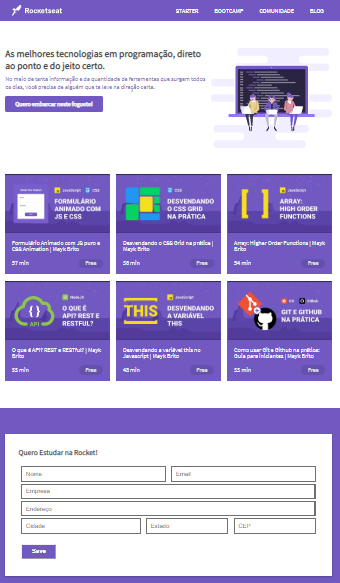 Rocketseat
STARTER BOOTCAMP COMUNIDADE BLOG
As melhores tecnologias em programação, direto
ao ponto e do jeito certo.
No meio de tanta informação e da quantidade de ferramentas que surgem todos
os dias, você precisa de alguém que te leve na direção certa.
Quero embarcar neste foguete!
JavaScript CSS
FORMULÁRIO
ANIMADO COM
JS E CSS
Formulário Animado com JS puro e
CSS Animation | Mayk Brito
57 min Free
CSS
DESVENDANDO
O CSS GRID
NA PRÁTICA
Desvendando o CSS Grid na prática |
Mayk Brito
58 min Free
JavaScript
ARRAY:
HIGH ORDER
FUNCTIONS
Array: Higher Order Functions | Mayk
Brito
54 min Free
Node.js
{}
API
O QUE É
API? REST E
RESTFUL?
O que é API? REST e RESTful? | Mayk
Brito
55 min Free
THIS
JavaScript
DESVENDANDO
A VARIÁVEL
THIS
Desvendando a variável this no
Javascript | Mayk Brito
43 min Free
Git Github
GIT E GITHUB
NA PRÁTICA
Como usar Git e Github na prática:
Guia para iniciantes | Mayk Brito
55 min Free
Quero Estudar na Rocket!
Nome Email
Empresa
Endereço
Cidade Estado CEP
Save